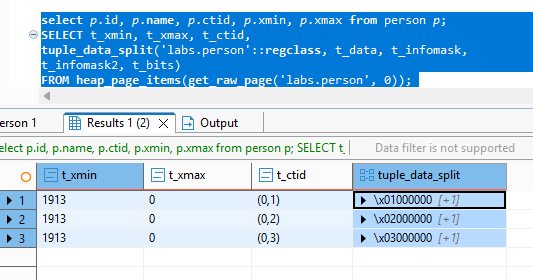 select p.id, p.name, p.ctid, p.xmin, p.xmax from person p;
SELECT t_xmin, t_xmax, t_ctid,
tuple_data_split('labs.person'::regclass, t_data, t_infomask,
t_infomask2, t_bits)
FROM heap_page_items(get_raw_page('labs.person', 0));
erson 1 Results 1 (2) Output
elect p.id, p.name, p.ctid, p.xmin, p.xmax from person p; SELECT t_ Data filter is not supported
t_xmin t_xmax t_ctid tuple_data_split
1 1913 0 (0,1) \x01000000 [+1]
2 1913 0 (0,2) \x02000000 [+1]
3 1913 0 (0,3) \x03000000 [+1]